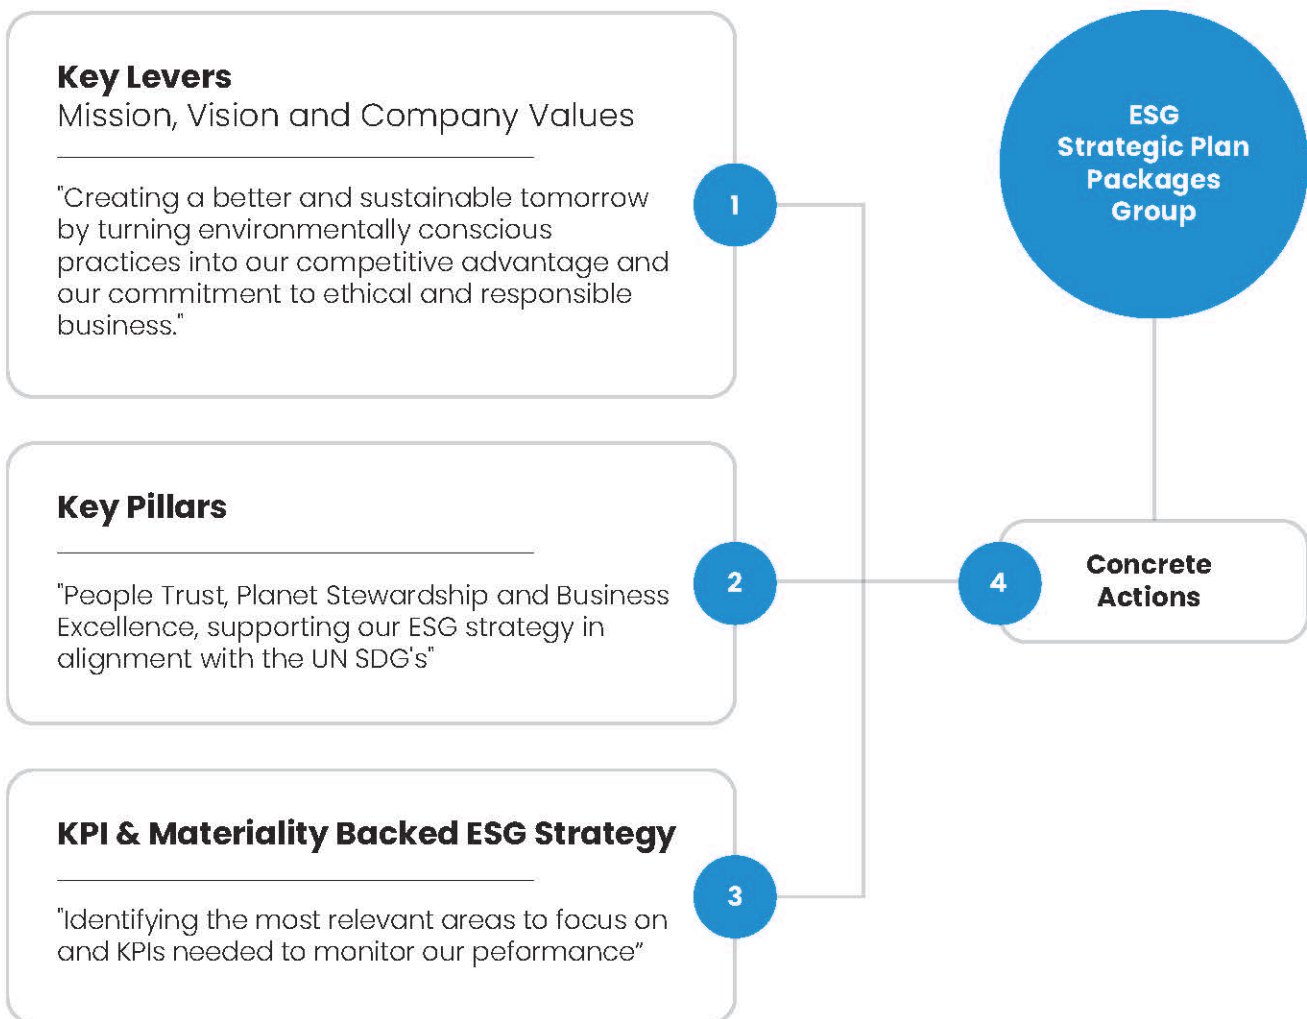 Key Levers
Mission, Vision and Company Values
"Creating a better and sustainable tomorrow
by turning environmentally conscious
practices into our competitive advantage and
our commitment to ethical and responsible
business."
1
Key Pillars
"People Trust, Planet Stewardship and Business
Excellence, supporting our ESG strategy in
alignment with the UN SDG's"
2
KPI & Materiality Backed ESG Strategy
"Identifying the most relevant areas to focus on
and KPIs needed to monitor our peformance”
3
4
Concrete
Actions
ESG
Strategic Plan
Packages
Group